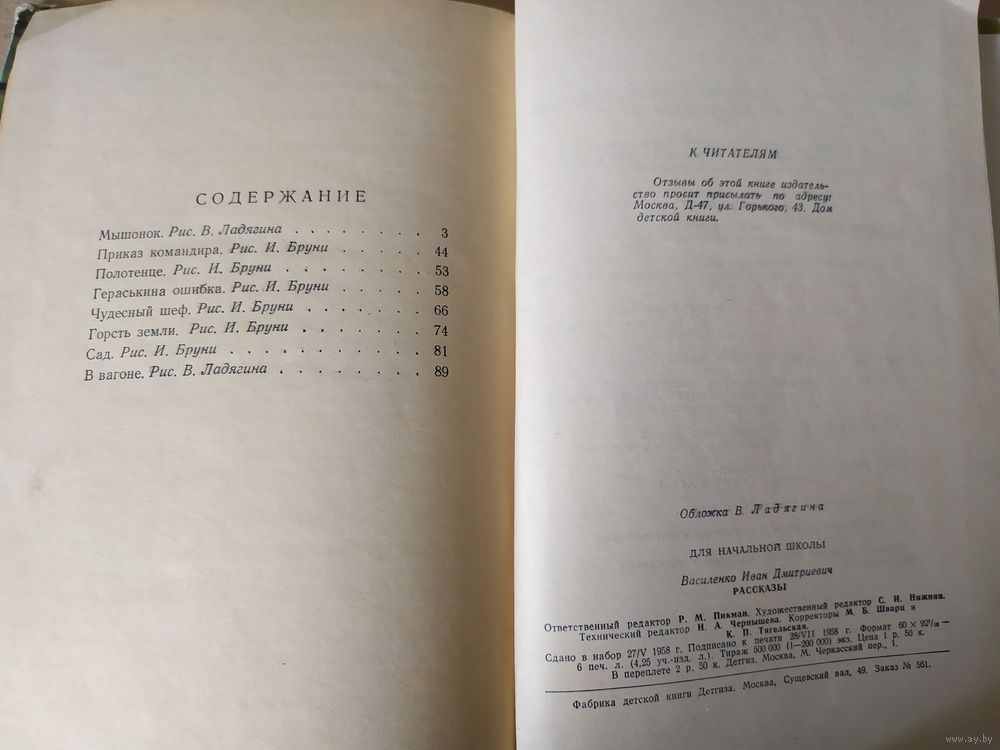 СОДЕРЖАНИЕ
Мышонок. Рис. В. Ладягина . . . . . . . . 3
Приказ командира. Рис. И. Бруни . . . . . 44
Полотенце. Рис. И. Бруни . . . . . . . . 53
Гераськина ошибка. Рис. И. Бруни . . . . . 58
Чудесный шеф. Рис. И. Бруни . . . . . . . 66
Горсть земли. Рис. И. Бруни . . . . . . . 74
Сад. Рис. И. Бруни . . . . . . . . . . . 81
В вагоне. Рис. В. Ладягина . . . . . . . . 89
К ЧИТАТЕЛЯМ
Отзывы об этой книге издатель-
ство просит присылать по адресу:
Москва, Д-47, ул. Горького, 43. Дом
детской книги.
Обложка В. Ладягина
ДЛЯ НАЧАЛЬНОЙ ШКОЛЫ
Василенко Иван Дмитриевич
РАССКАЗЫ
Ответственный редактор Р. М. Пикман. Художественный редактор С. И. Нижняя.
Технический редактор Н. А. Чернышева. Корректоры М. Б. Шварц и
К. П. Тягельская.
Сдано в набор 27/V 1958 г. Подписано к печати 28/VII 1958 г. Формат 60 × 92¹/₁₆ —
6 печ. л. (4,25 уч.-изд. л.). Тираж 500 000 (1—200 000) экз. Цена 1 р. 50 к.
В переплете 2 р. 50 к. Детгиз. Москва, М. Черкасский пер., 1.
Фабрика детской книги Детгиза. Москва, Сущевский вал, 49. Заказ № 561.
www.ay.by